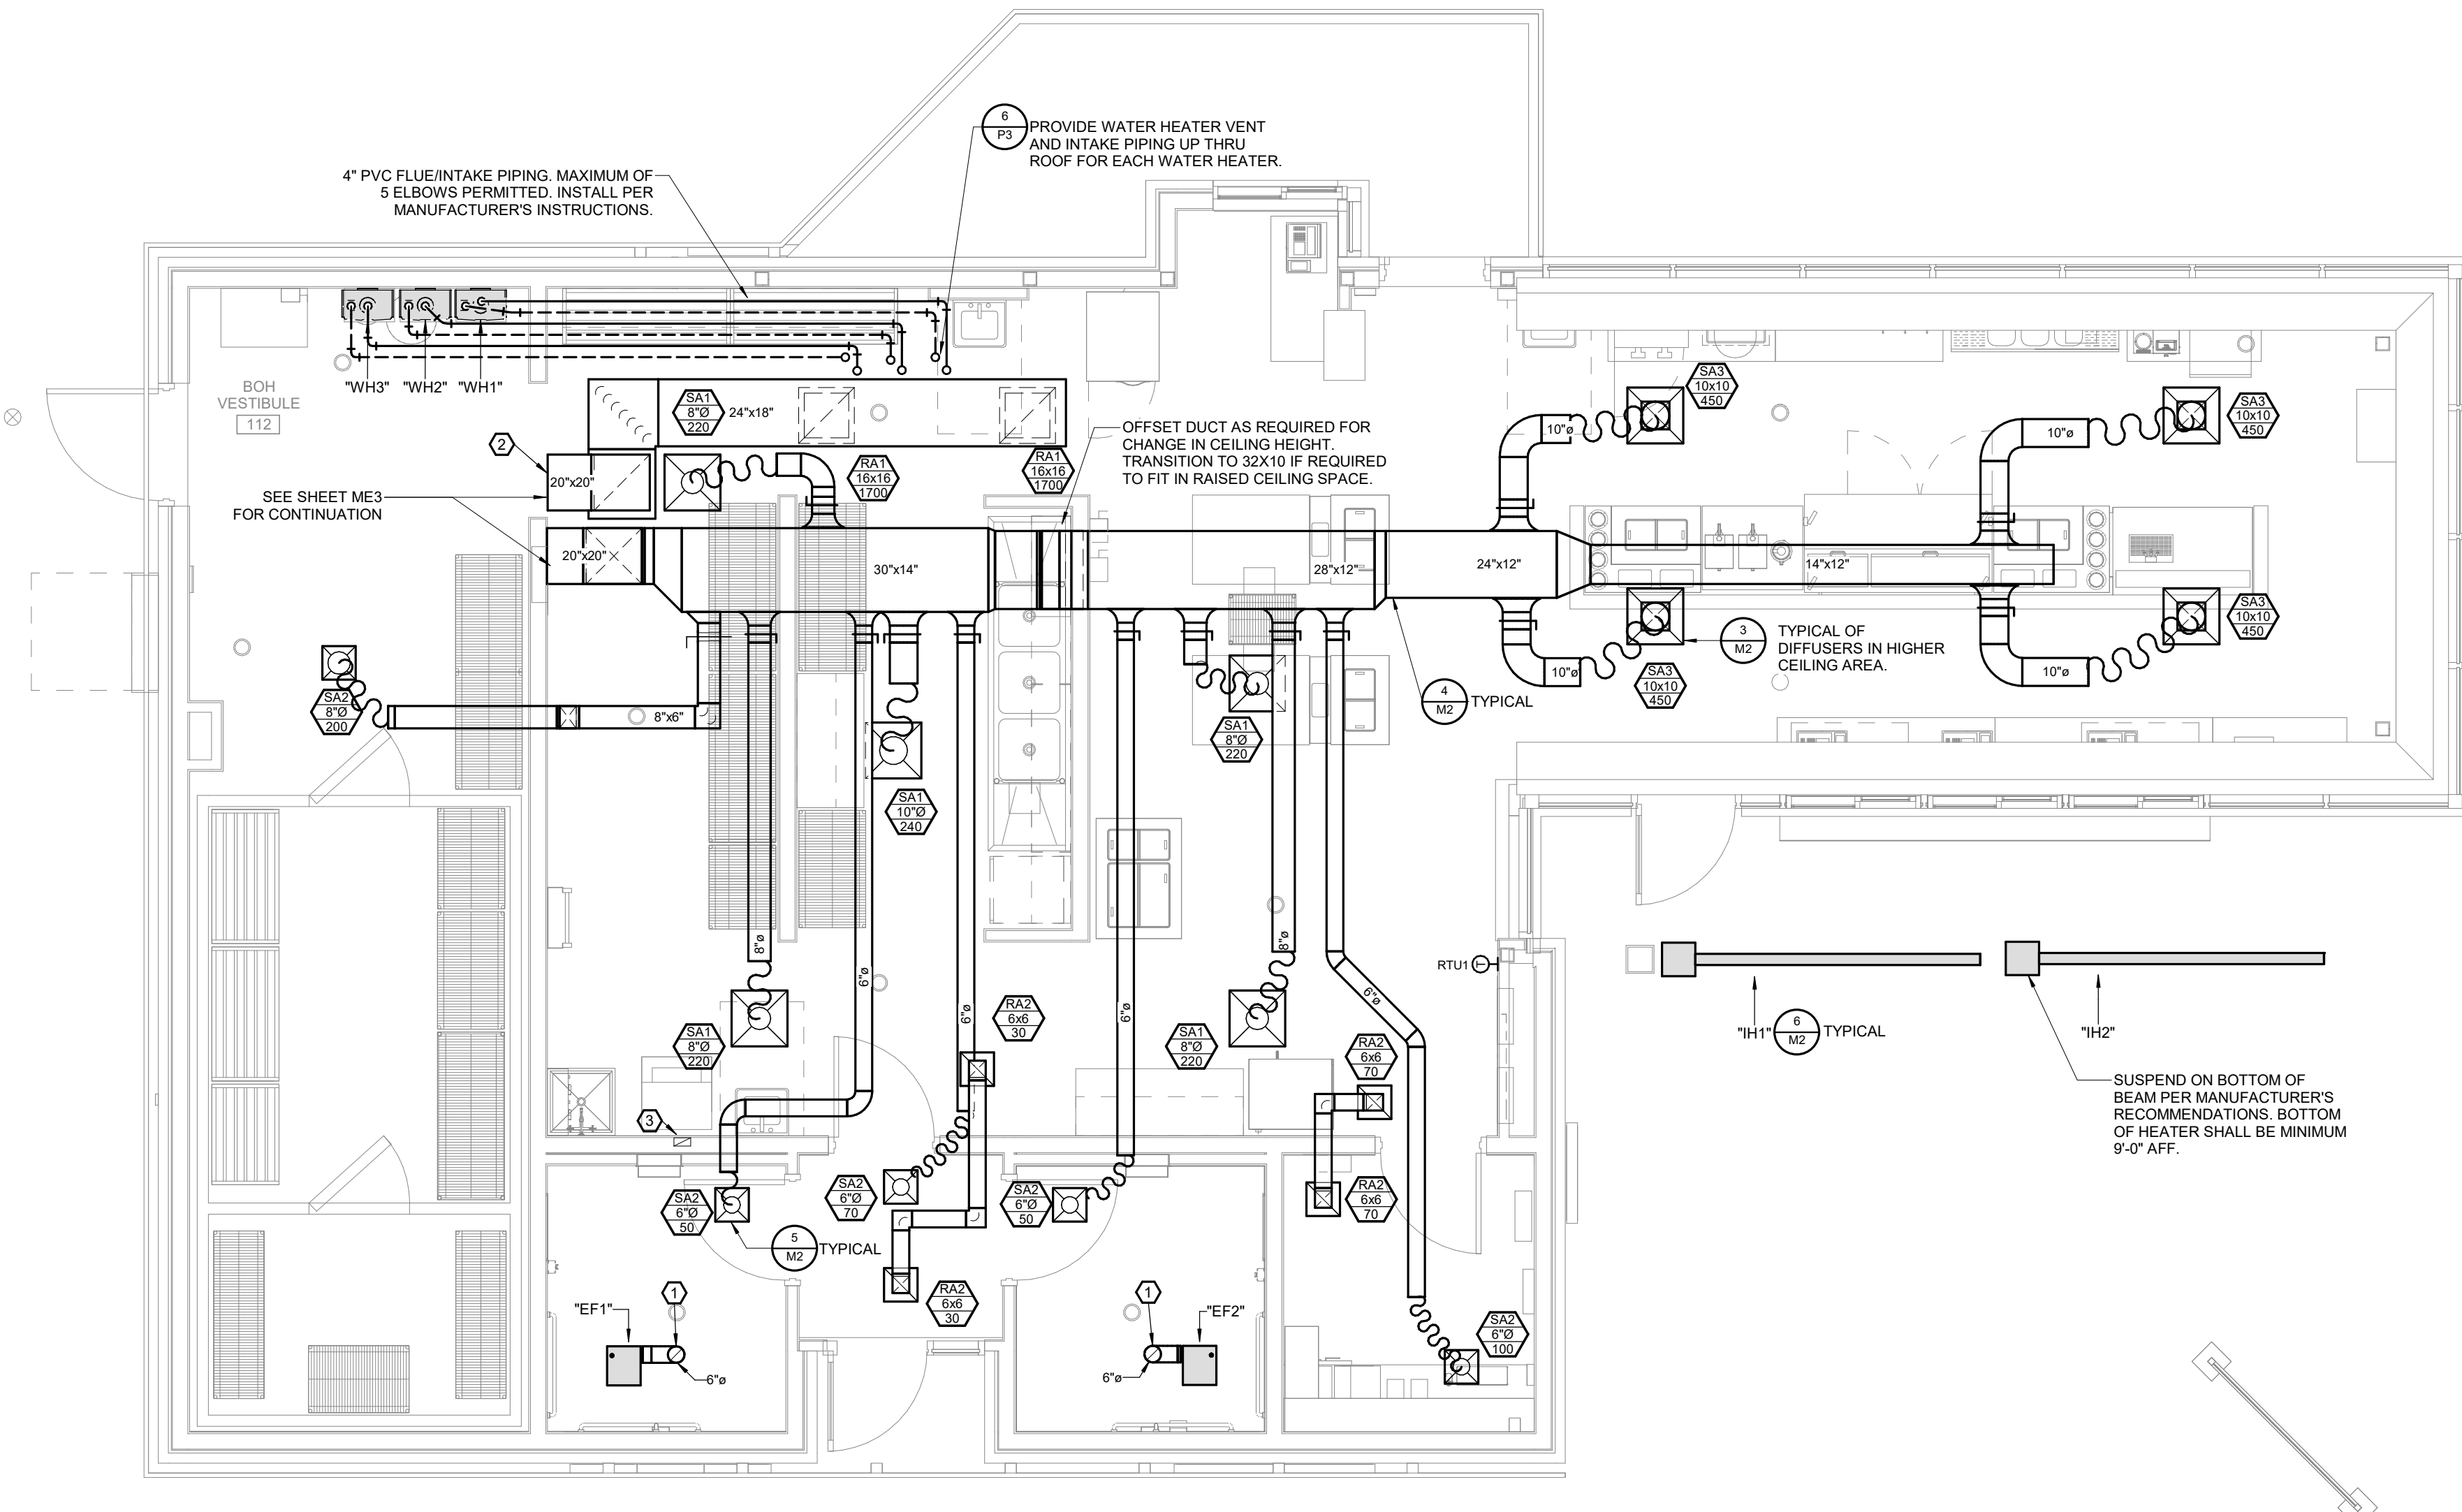 6
P3
PROVIDE WATER HEATER VENT
AND INTAKE PIPING UP THRU
ROOF FOR EACH WATER HEATER.
4" PVC FLUE/INTAKE PIPING. MAXIMUM OF
5 ELBOWS PERMITTED. INSTALL PER
MANUFACTURER'S INSTRUCTIONS.
"WH3" "WH2" "WH1"
BOH
VESTIBULE
112
SA1
8"Ø
220
24"x18"
SA3
10x10
450
SA3
10x10
450
10"ø
10"ø
OFFSET DUCT AS REQUIRED FOR
CHANGE IN CEILING HEIGHT.
TRANSITION TO 32X10 IF REQUIRED
TO FIT IN RAISED CEILING SPACE.
2
20"x20"
RA1
16x16
1700
RA1
16x16
1700
SEE SHEET ME3
FOR CONTINUATION
20"x20"
30"x14"
28"x12"
24"x12"
14"x12"
3
M2
TYPICAL OF
DIFFUSERS IN HIGHER
CEILING AREA.
SA3
10x10
450
10"ø
SA3
10x10
450
10"ø
4
M2
TYPICAL
SA2
8"Ø
200
8"x6"
SA1
8"Ø
220
SA1
10"Ø
240
8"ø
6"ø
6"ø
6"ø
8"ø
6"ø
RTU1
T
SA1
8"Ø
220
RA2
6x6
30
SA1
8"Ø
220
RA2
6x6
70
"IH1"
6
M2
TYPICAL
"IH2"
SUSPEND ON BOTTOM OF
BEAM PER MANUFACTURER'S
RECOMMENDATIONS. BOTTOM
OF HEATER SHALL BE MINIMUM
9'-0" AFF.
3
SA2
6"Ø
50
SA2
6"Ø
70
SA2
6"Ø
50
RA2
6x6
70
5
M2
TYPICAL
RA2
6x6
30
"EF1"
1
6"ø
1
"EF2"
6"ø
SA2
6"Ø
100